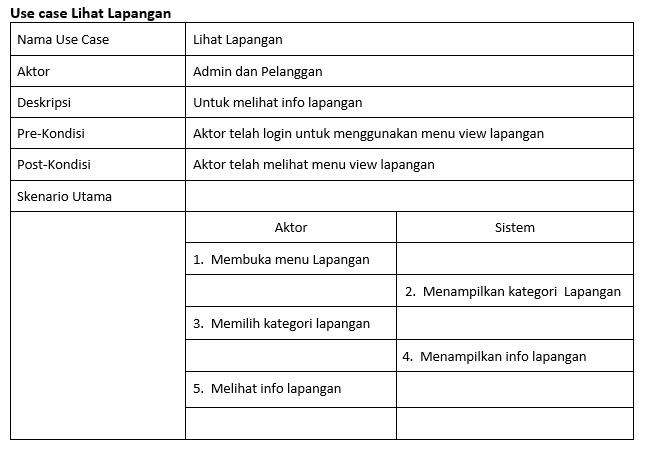 Use case Lihat Lapangan
Nama Use Case Lihat Lapangan
Aktor Admin dan Pelanggan
Deskripsi Untuk melihat info lapangan
Pre-Kondisi Aktor telah login untuk menggunakan menu view lapangan
Post-Kondisi Aktor telah melihat menu view lapangan
Skenario Utama
Aktor Sistem
1. Membuka menu Lapangan
2. Menampilkan kategori Lapangan
3. Memilih kategori lapangan
4. Menampilkan info lapangan
5. Melihat info lapangan